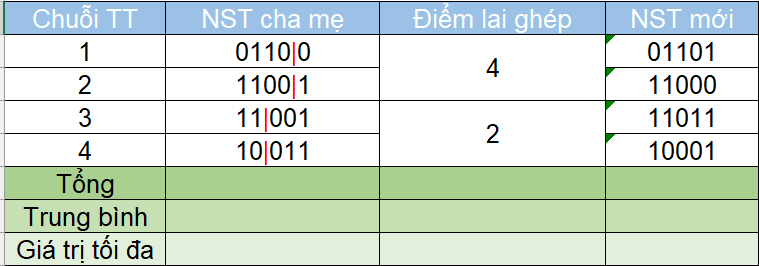 Chuỗi TT NST cha mẹ Điểm lai ghép NST mới
1 0110|0 4 01101
2 1100|1 11000
3 11|001 2 11011
4 10|011 10001
Tổng
Trung bình
Giá trị tối đa